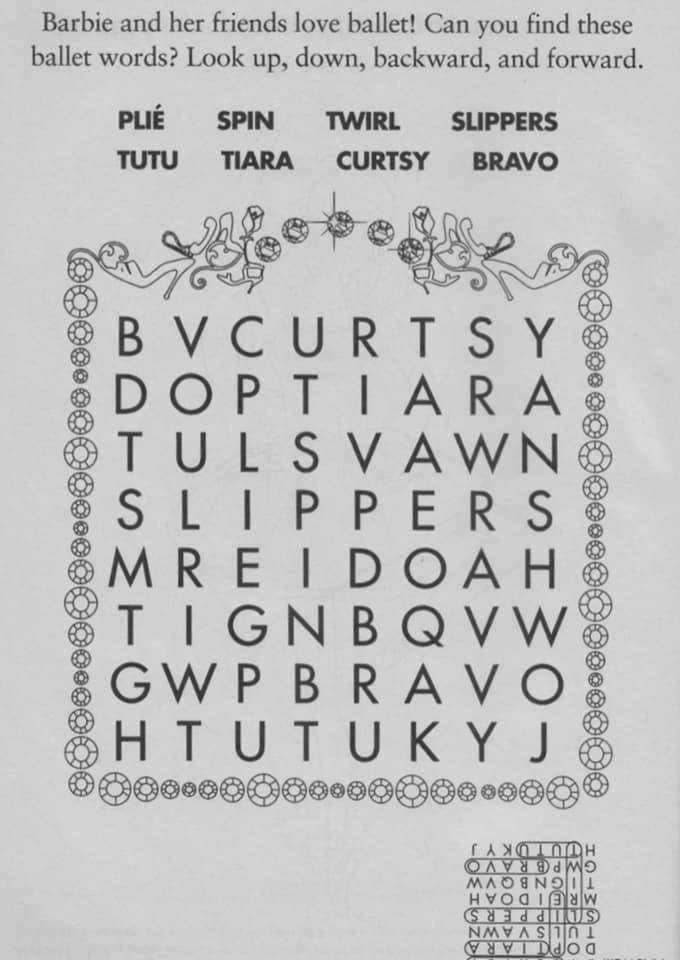 Barbie and her friends love ballet! Can you find these
ballet words? Look up, down, backward, and forward.
PLIÉ SPIN TWIRL SLIPPERS
TUTU TIARA CURTSY BRAVO
B V C U R T S Y
D O P T I A R A
T U L S V A W N
S L I P P E R S
M R E I D O A H
T I G N B Q V W
G W P B R A V O
H T U T U K Y J
D O P T I A R A
T U L S V A W N
S L I P P E R S
M R E I D O A H
T I G N B Q V W
G W P B R A V O
H T U T U K Y J